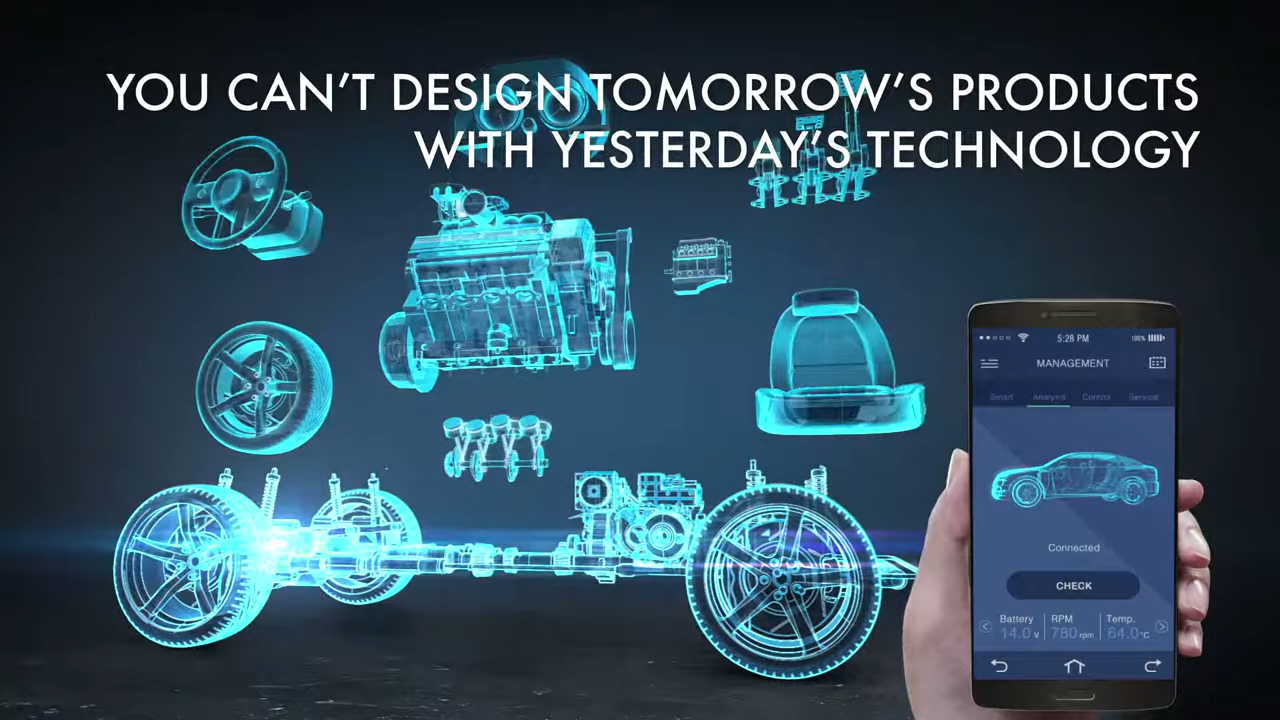 YOU CAN'T DESIGN TOMORROW'S PRODUCTS
WITH YESTERDAY'S TECHNOLOGY
5:28 PM
100%
MANAGEMENT
Smart Analysis Control Service
Connected
CHECK
Battery RPM Temp.
14.0 v 780 rpm 64.0 °C